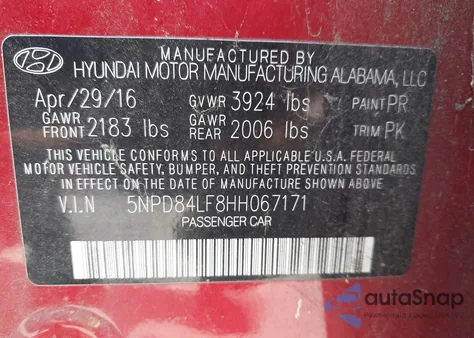 MANUFACTURED BY
HYUNDAI MOTOR MANUFACTURING ALABAMA, LLC
Apr/29/16 GVWR 3924 lbs PAINT PR
GAWR FRONT 2183 lbs GAWR REAR 2006 lbs TRIM PK
THIS VEHICLE CONFORMS TO ALL APPLICABLE U.S.A. FEDERAL
MOTOR VEHICLE SAFETY, BUMPER, AND THEFT PREVENTION STANDARDS
IN EFFECT ON THE DATE OF MANUFACTURE SHOWN ABOVE.
V.I.N 5NPD84LF8HH067171
PASSENGER CAR
autoSnap